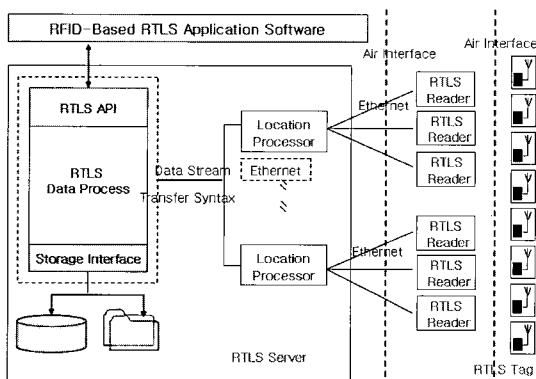 RFID-Based RTLS Application Software
Air Interface
Air Interface
RTLS API
RTLS
Data Process
Storage Interface
Data Stream
Transfer Syntax
Location
Processor
Ethernet
Location
Processor
Ethernet
RTLS
Reader
RTLS
Reader
RTLS
Reader
Ethernet
RTLS
Reader
RTLS
Reader
RTLS
Reader
RTLS Server
RTLS Tag